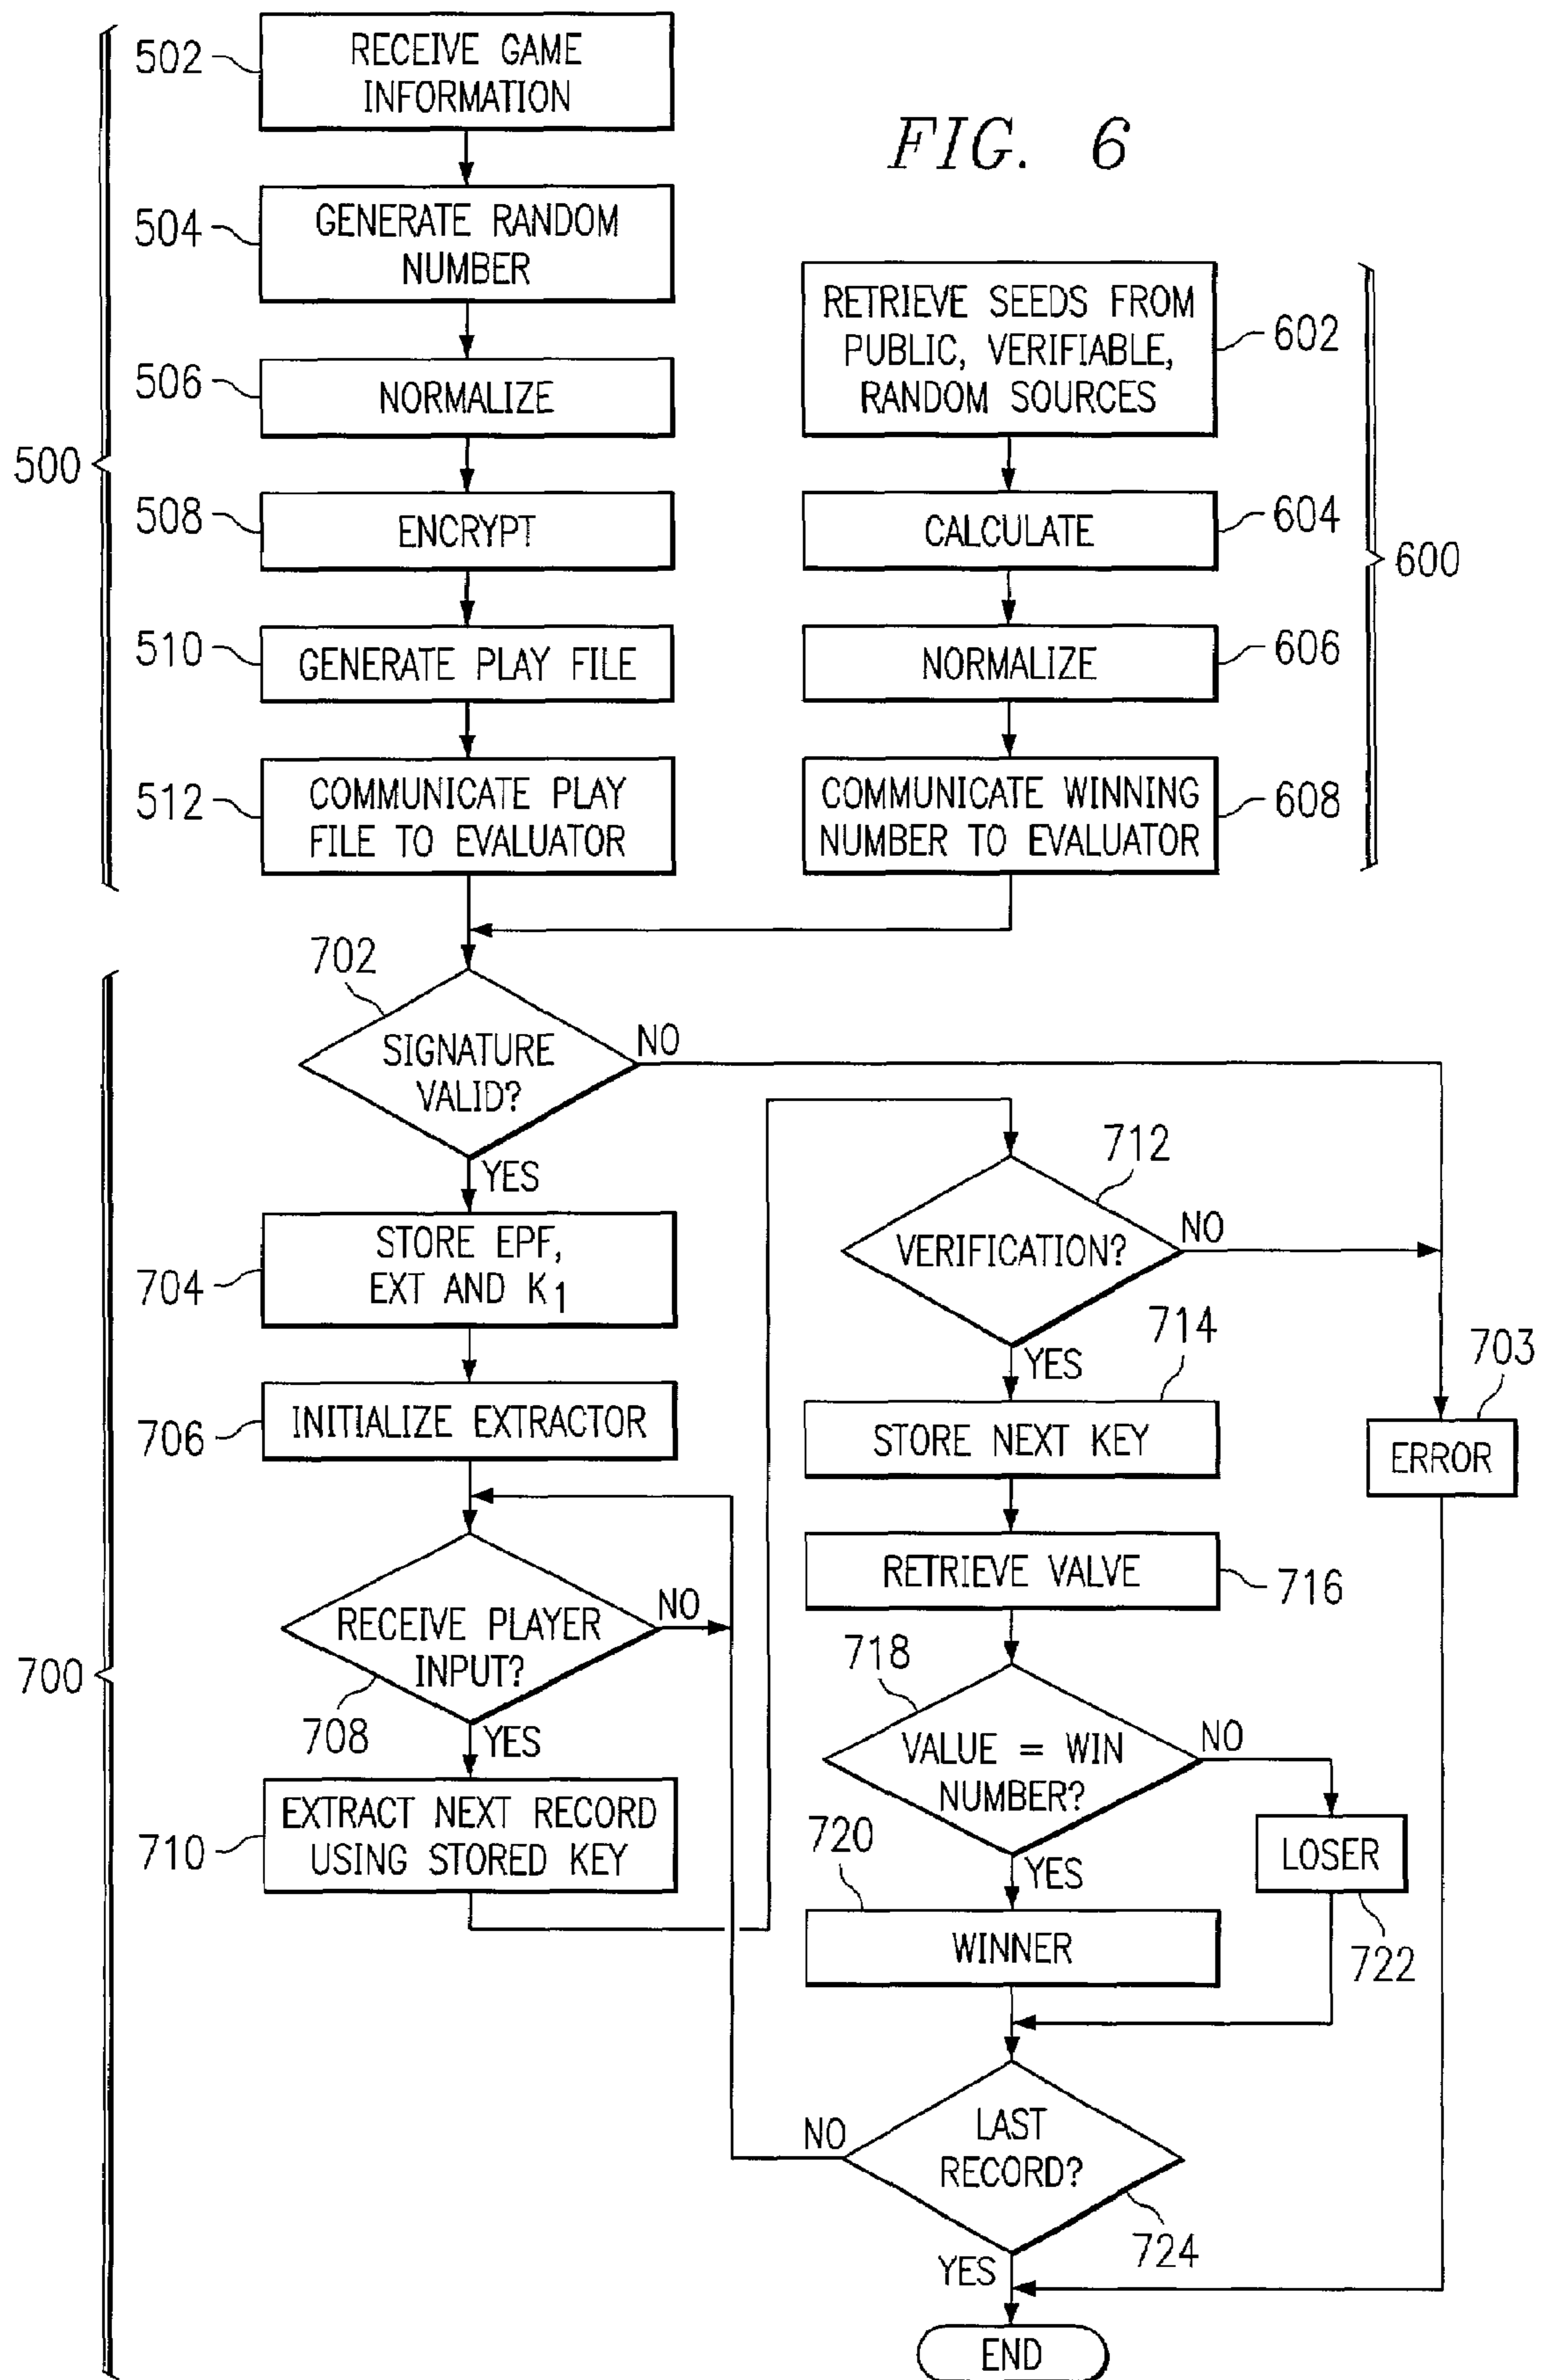 FIG. 6
500
502
RECEIVE GAME
INFORMATION
504
GENERATE RANDOM
NUMBER
506
NORMALIZE
508
ENCRYPT
510
GENERATE PLAY FILE
512
COMMUNICATE PLAY
FILE TO EVALUATOR
600
RETRIEVE SEEDS FROM
PUBLIC, VERIFIABLE,
RANDOM SOURCES
602
CALCULATE
604
NORMALIZE
606
COMMUNICATE WINNING
NUMBER TO EVALUATOR
608
700
702
SIGNATURE
VALID?
NO
YES
704
STORE EPF,
EXT AND K1
706
INITIALIZE EXTRACTOR
RECEIVE PLAYER
INPUT?
NO
708
YES
710
EXTRACT NEXT RECORD
USING STORED KEY
712
VERIFICATION?
NO
YES
703
ERROR
714
STORE NEXT KEY
RETRIEVE VALVE
716
718
VALUE = WIN
NUMBER?
NO
YES
LOSER
722
720
WINNER
LAST
RECORD?
NO
724
YES
END